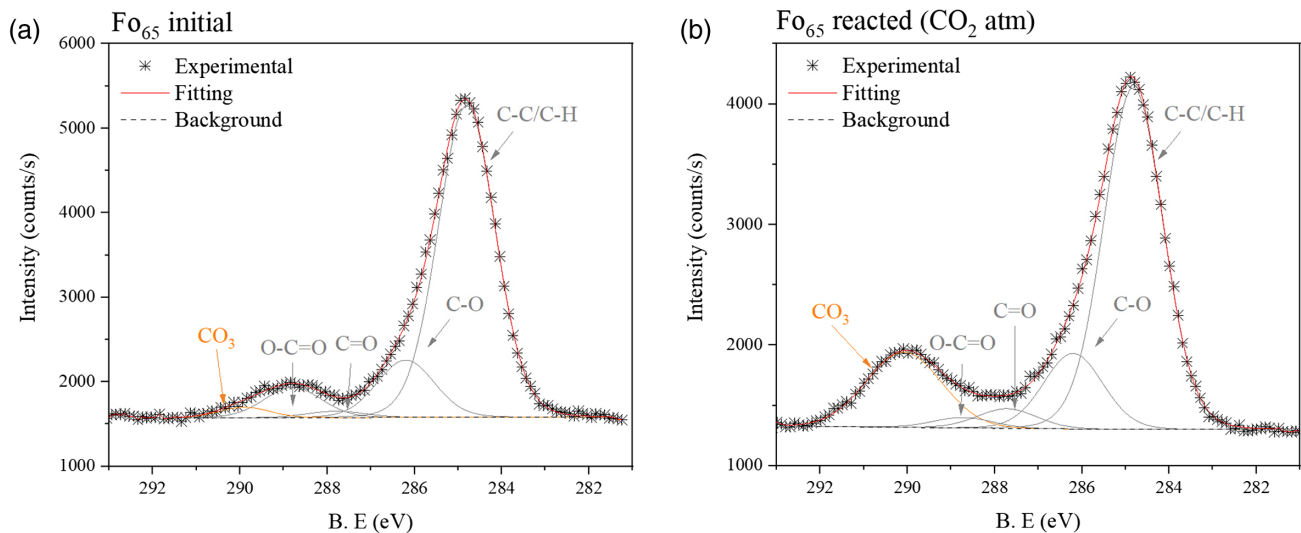 (a)
Fo65 initial
6000
5000
4000
3000
2000
1000
Intensity (counts/s)
Experimental
Fitting
Background
C-C/C-H
C-O
C=O
O-C=O
CO3
292
290
288
286
284
282
B. E (eV)
(b)
Fo65 reacted (CO2 atm)
4000
3000
2000
1000
Intensity (counts/s)
Experimental
Fitting
Background
C-C/C-H
C-O
C=O
O-C=O
CO3
292
290
288
286
284
282
B. E (eV)